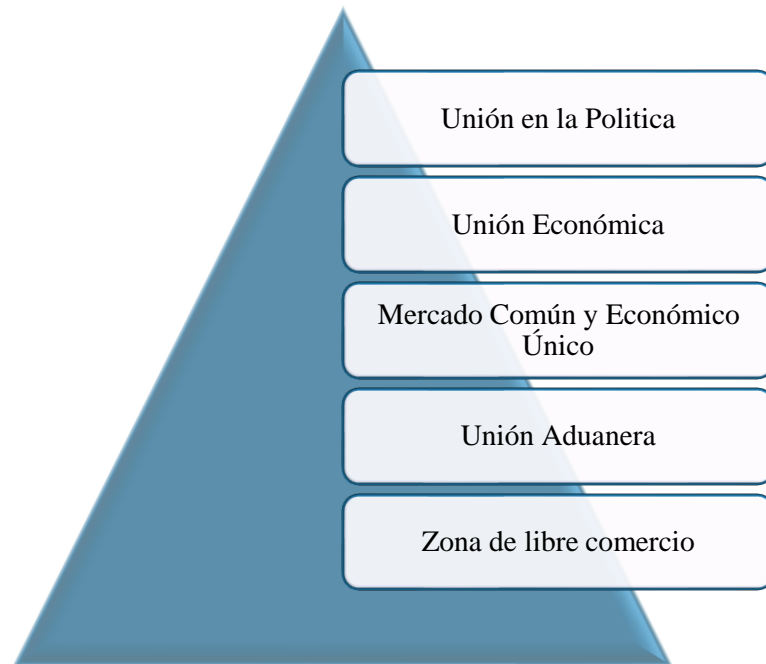 Unión en la Politica
Unión Económica
Mercado Común y Económico
Único
Unión Aduanera
Zona de libre comercio